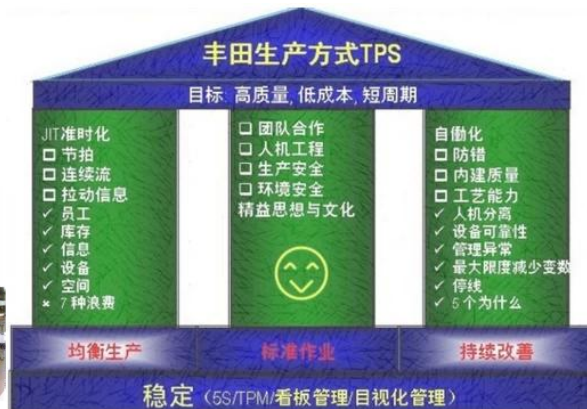 丰田生产方式TPS
目标: 高质量, 低成本, 短周期
JIT准时化
□ 节拍
□ 连续流
□ 拉动信息
✓ 员工
✓ 库存
✓ 信息
✓ 设备
✓ 空间
× 7 种浪费
□ 团队合作
□ 人机工程
□ 生产安全
□ 环境安全
精益思想与文化
自働化
□ 防错
□ 内建质量
□ 工艺能力
✓ 人机分离
✓ 设备可靠性
✓ 管理异常
✓ 最大限度减少变数
✓ 停线
✓ 5 个为什么
均衡生产
标准作业
持续改善
稳定（5S/TPM/看板管理/目视化管理）